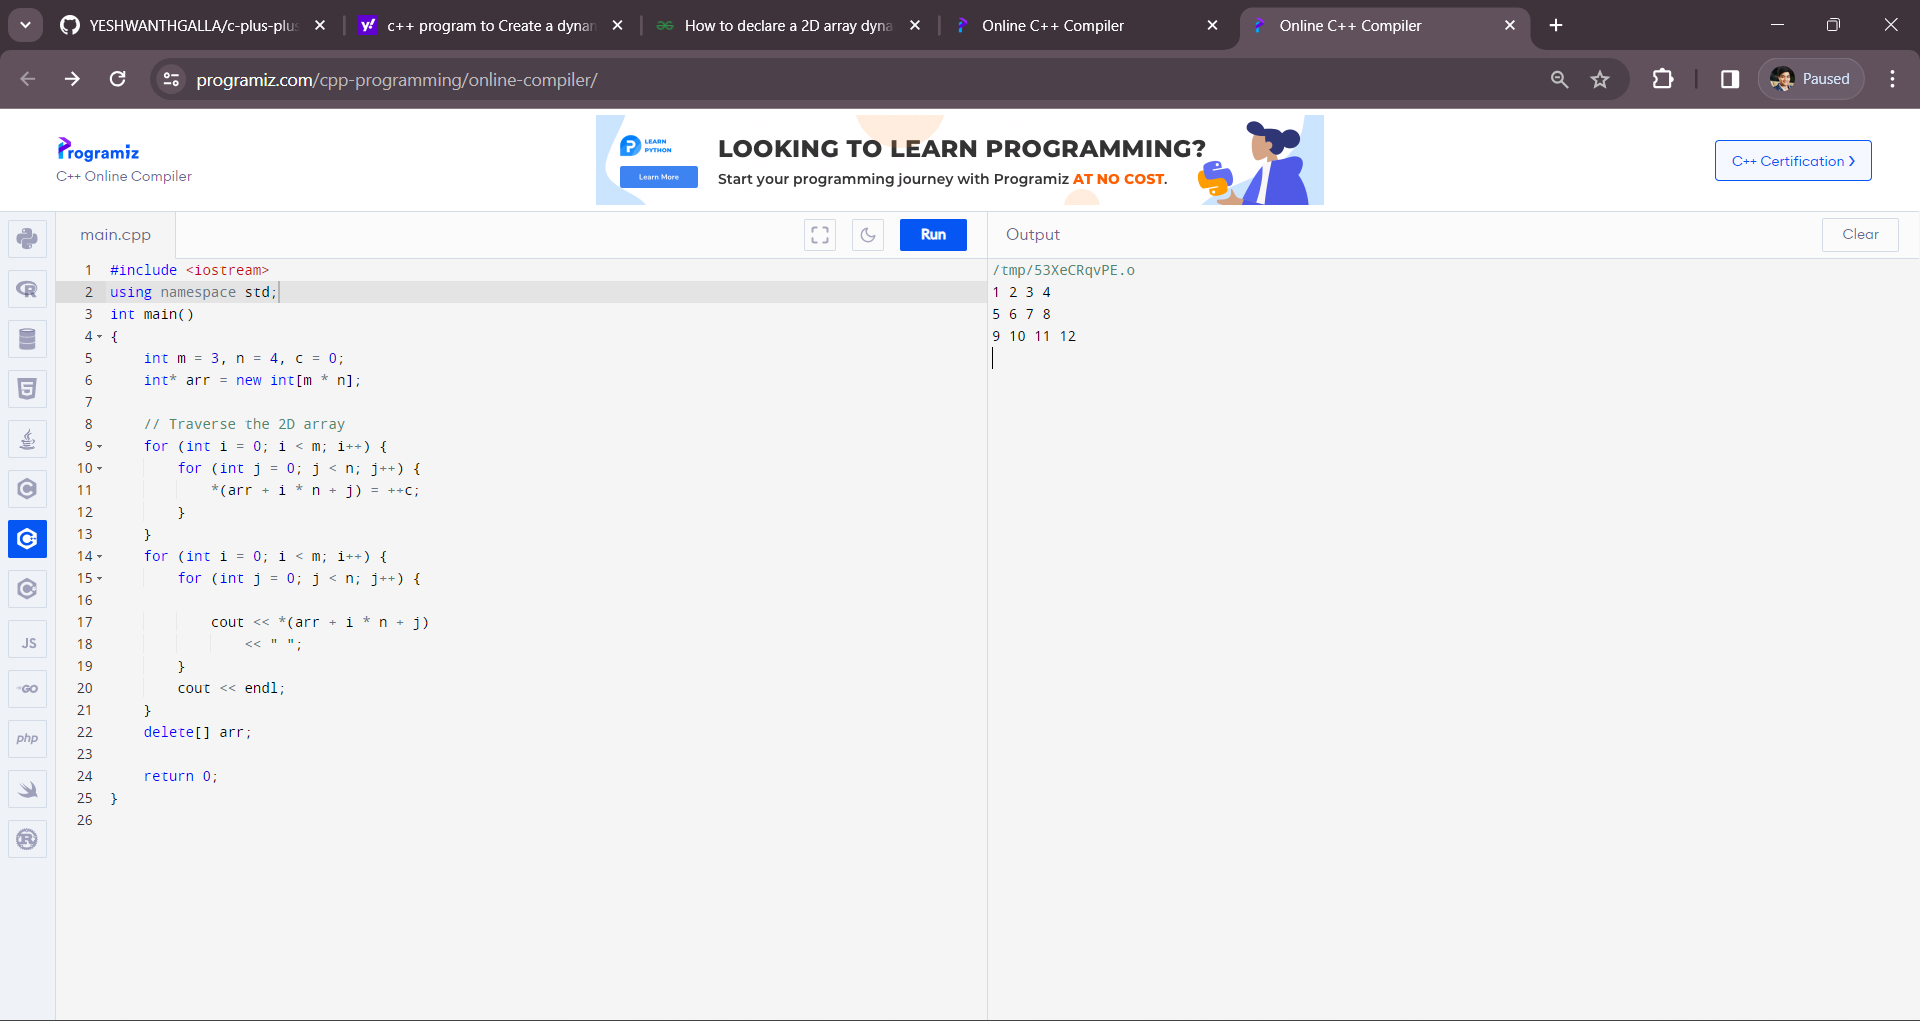 YESHWANTHGALLA/c-plus-plus
c++ program to Create a dynam
How to declare a 2D array dyna
Online C++ Compiler
Online C++ Compiler
programiz.com/cpp-programming/online-compiler/
Paused
Programiz
C++ Online Compiler
LEARN
PYTHON
Learn More
LOOKING TO LEARN PROGRAMMING?
Start your programming journey with Programiz AT NO COST.
C++ Certification >
main.cpp
Run
Output
Clear
1 #include <iostream>
2 using namespace std;
3 int main()
4 {
5 int m = 3, n = 4, c = 0;
6 int* arr = new int[m * n];
7
8 // Traverse the 2D array
9 for (int i = 0; i < m; i++) {
10 for (int j = 0; j < n; j++) {
11 *(arr + i * n + j) = ++c;
12 }
13 }
14 for (int i = 0; i < m; i++) {
15 for (int j = 0; j < n; j++) {
16
17 cout << *(arr + i * n + j)
18 << " ";
19 }
20 cout << endl;
21 }
22 delete[] arr;
23
24 return 0;
25 }
26
/tmp/53XeCRqvPE.o
1 2 3 4
5 6 7 8
9 10 11 12
JS
GO
php